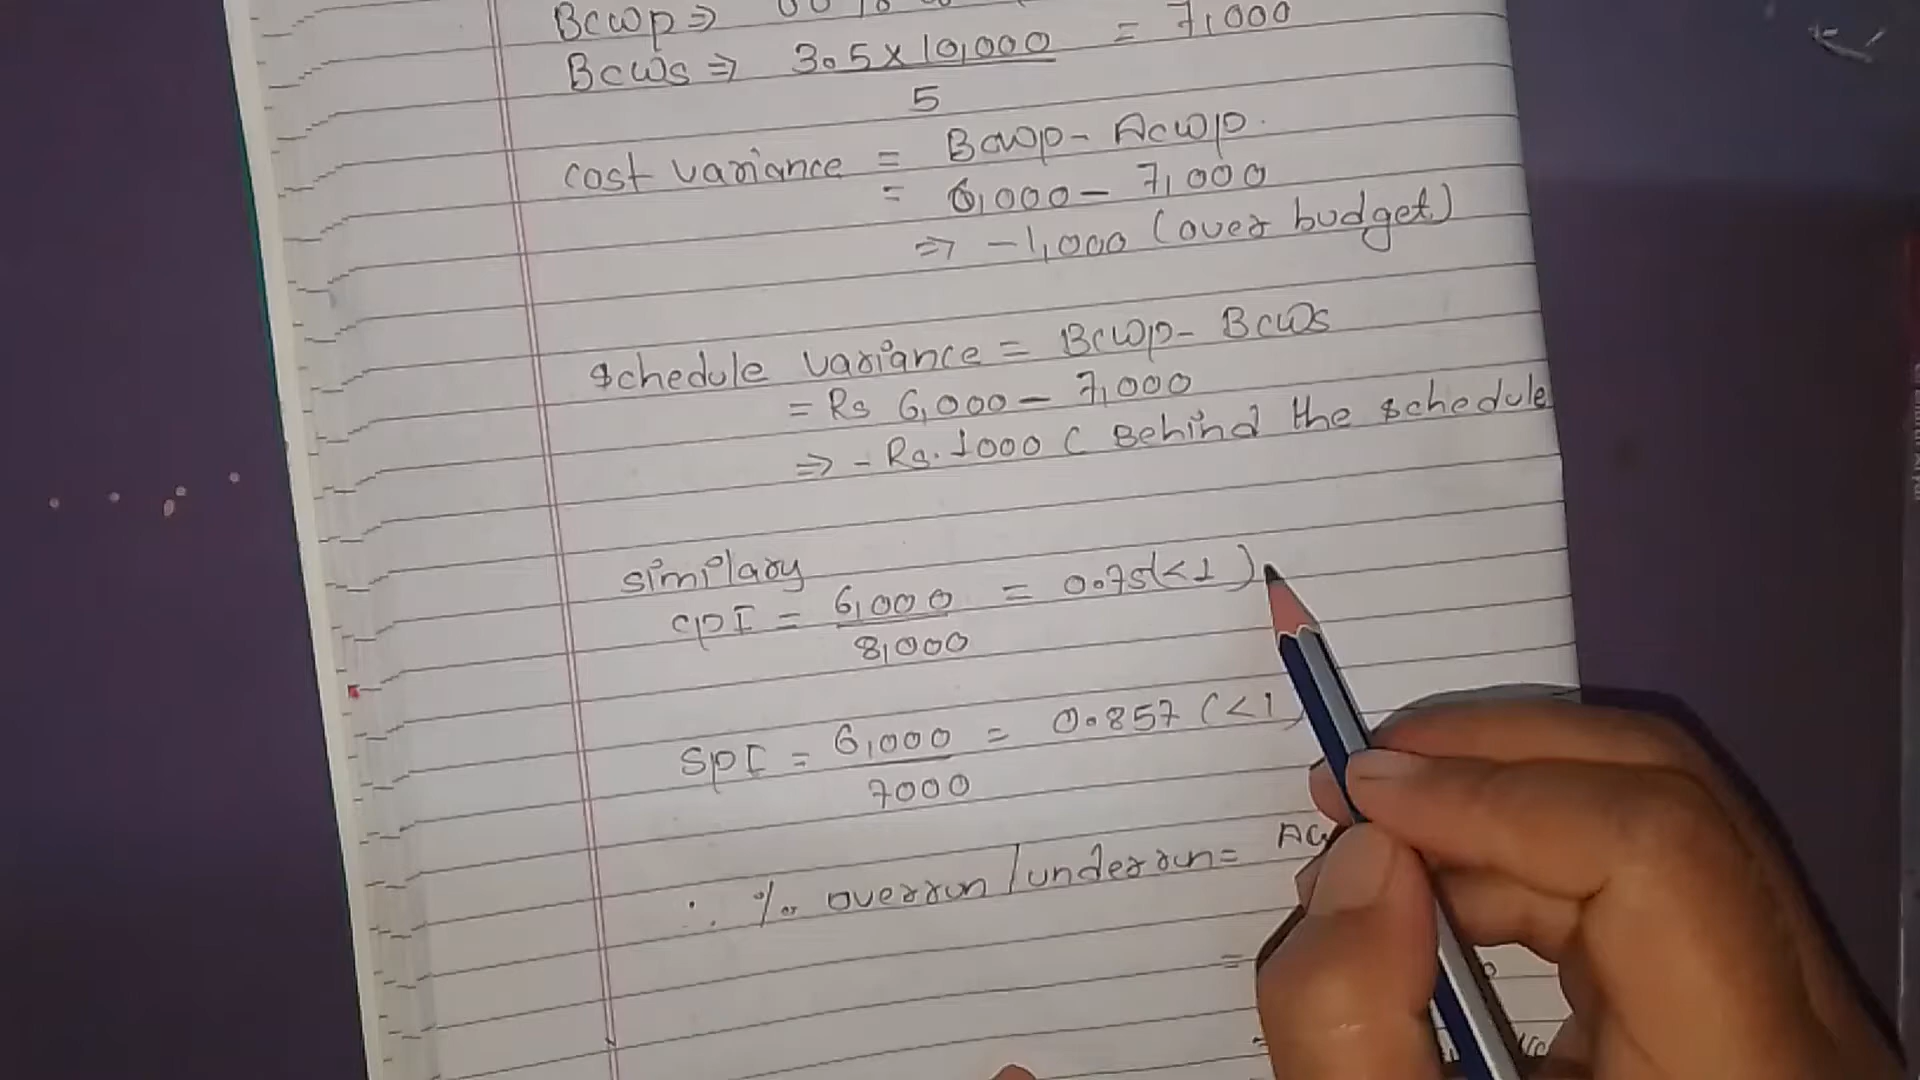 Bcwp ⇒
Bcws ⇒ 3.5 × 10,000 = 7,000
5
cost variance = Bcwp - Acwp.
= 6,000 - 7,000
⇒ -1,000 (over budget)
schedule variance = Bcwp - Bcws
= Rs 6,000 - 7,000
⇒ - Rs. 1000 ( Behind the schedule
similary
CPI = 6,000 = 0.75(<1)
8,000
SPI = 6,000 = 0.857 (<1)
7000
∴ % overrun / underrun =
=